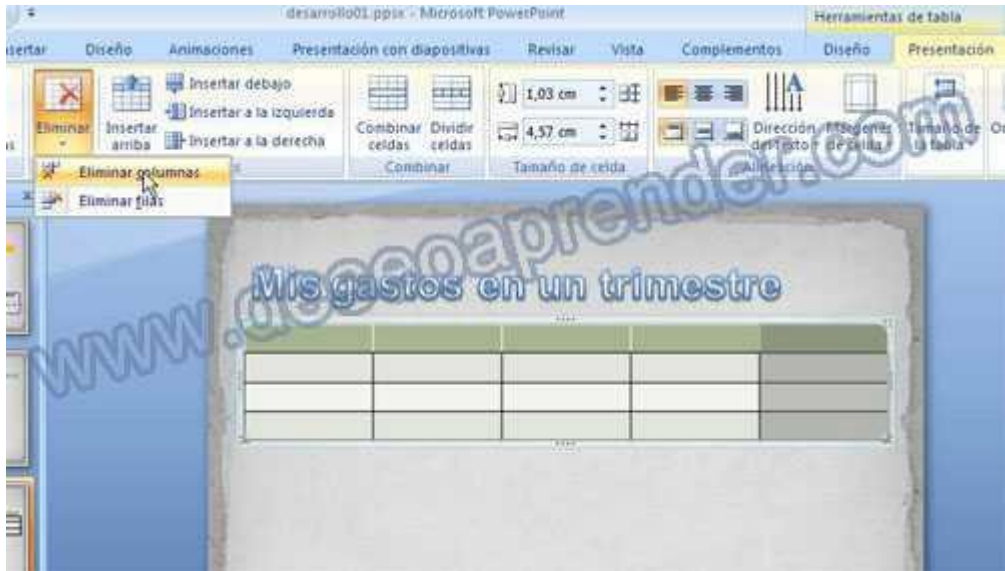 desarrollo01.ppsx - Microsoft PowerPoint Herramientas de tabla
nsertar Diseño Animaciones Presentación con diapositivas Revisar Vista Complementos Diseño Presentación
Eliminar
Insertar arriba
Insertar debajo
Insertar a la izquierda
Insertar a la derecha
Combinar celdas
Dividir celdas
Combinar
1,03 cm
4,57 cm
Tamaño de celda
Dirección del texto
Márgenes de celda
Alineación
Tamaño de la tabla
Eliminar columnas
Eliminar filas
Mis gastos en un trimestre
www.doseoaprender.com